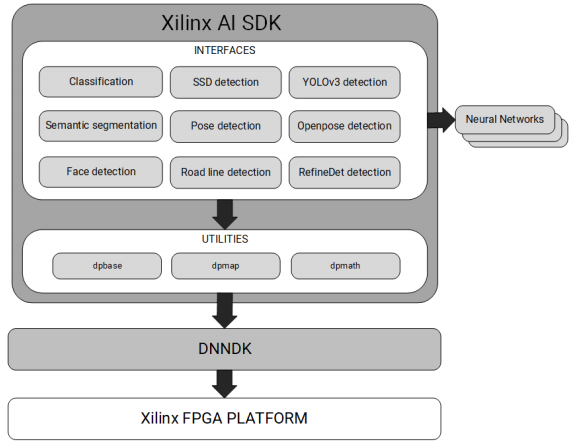 Xilinx AI SDK
INTERFACES
Classification
SSD detection
YOLOv3 detection
Semantic segmentation
Pose detection
Openpose detection
Neural Networks
Face detection
Road line detection
RefineDet detection
UTILITIES
dpbase
dpmap
dpmath
DNNDK
Xilinx FPGA PLATFORM